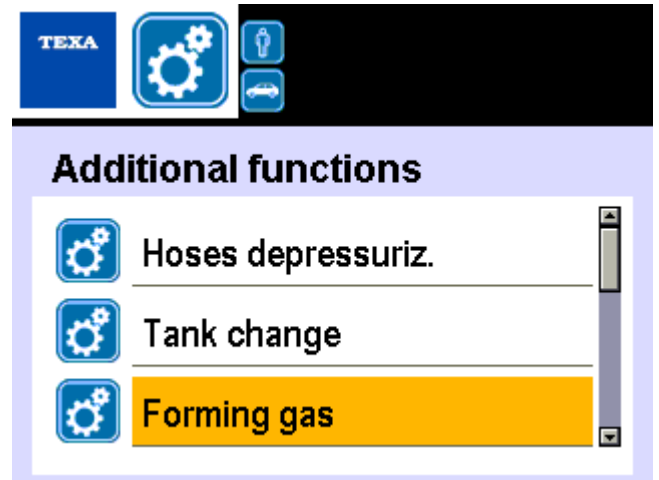 TEXA
Additional functions
Hoses depressuriz.
Tank change
Forming gas